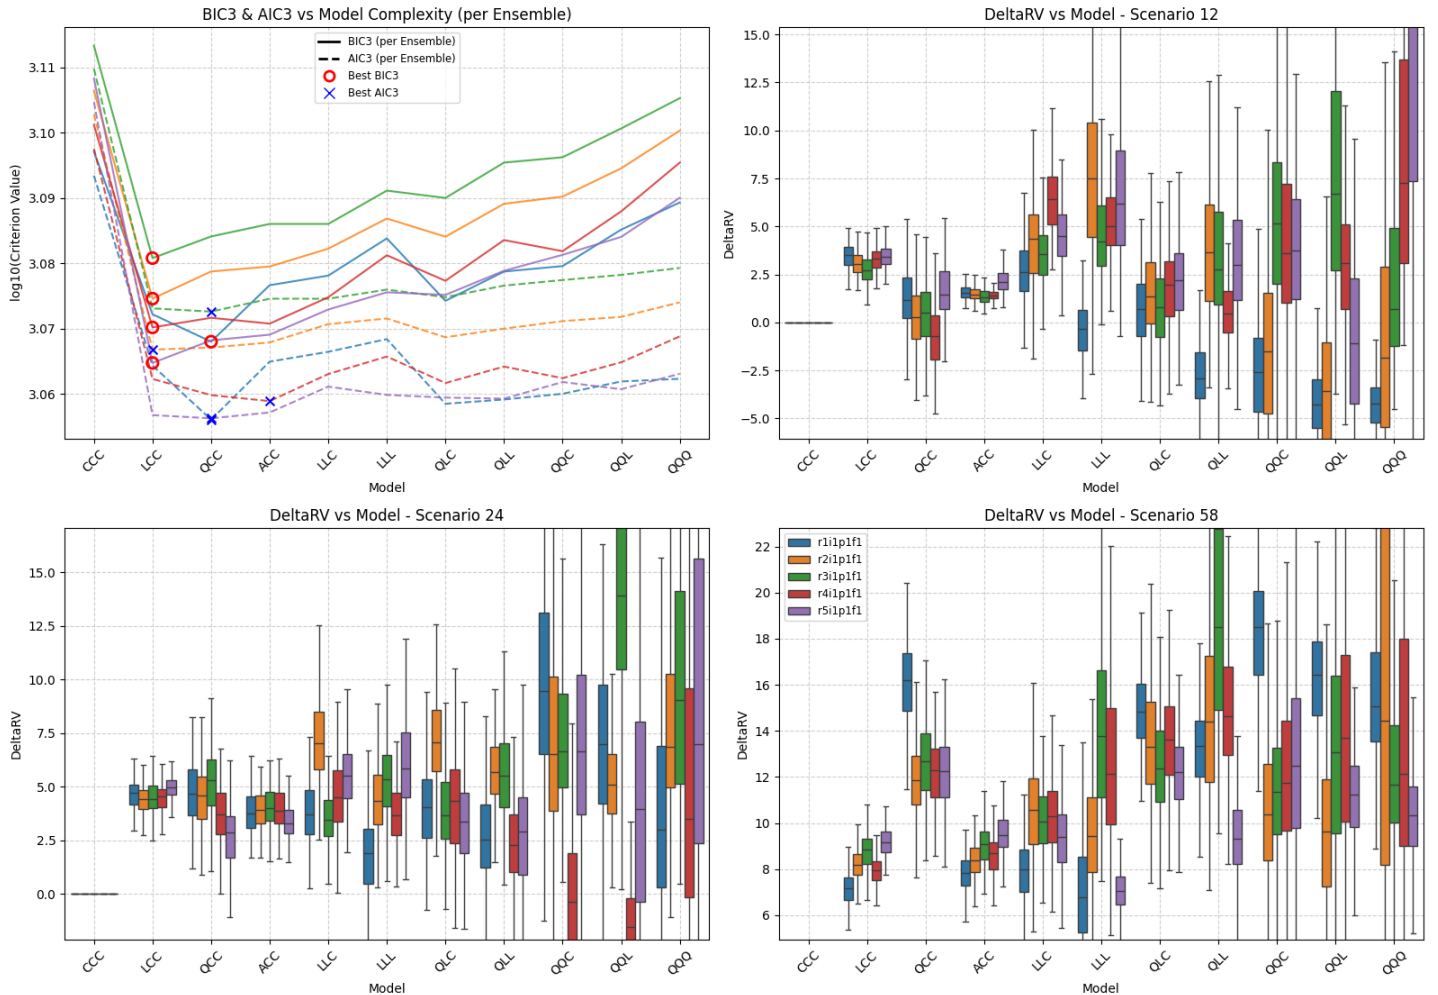 BIC3 & AIC3 vs Model Complexity (per Ensemble)
BIC3 (per Ensemble)
AIC3 (per Ensemble)
Best BIC3
Best AIC3
log10(Criterion Value)
3.11
3.10
3.09
3.08
3.07
3.06
CCC LCC QCC ACC LLC LLL QLC QLL QQC QQL QQQ
Model
DeltaRV vs Model - Scenario 12
DeltaRV
15.0
12.5
10.0
7.5
5.0
2.5
0.0
−2.5
−5.0
CCC LCC QCC ACC LLC LLL QLC QLL QQC QQL QQQ
Model
DeltaRV vs Model - Scenario 24
DeltaRV
15.0
12.5
10.0
7.5
5.0
2.5
0.0
CCC LCC QCC ACC LLC LLL QLC QLL QQC QQL QQQ
Model
DeltaRV vs Model - Scenario 58
r1i1p1f1
r2i1p1f1
r3i1p1f1
r4i1p1f1
r5i1p1f1
DeltaRV
22
20
18
16
14
12
10
8
6
CCC LCC QCC ACC LLC LLL QLC QLL QQC QQL QQQ
Model